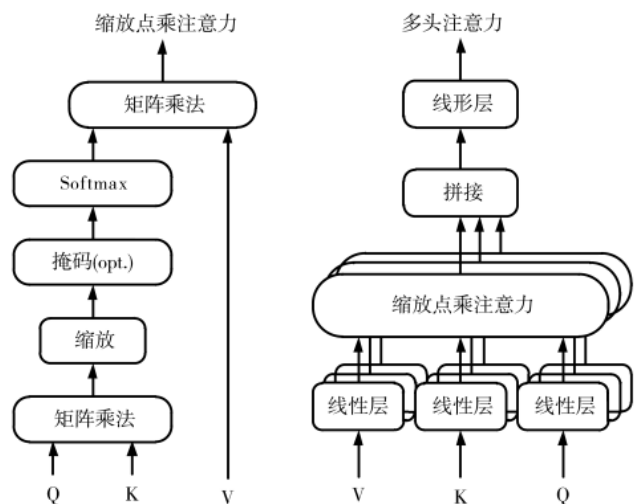 缩放点乘注意力
矩阵乘法
Softmax
掩码(opt.)
缩放
矩阵乘法
Q K V
多头注意力
线形层
拼接
缩放点乘注意力
线性层 线性层 线性层
V K Q